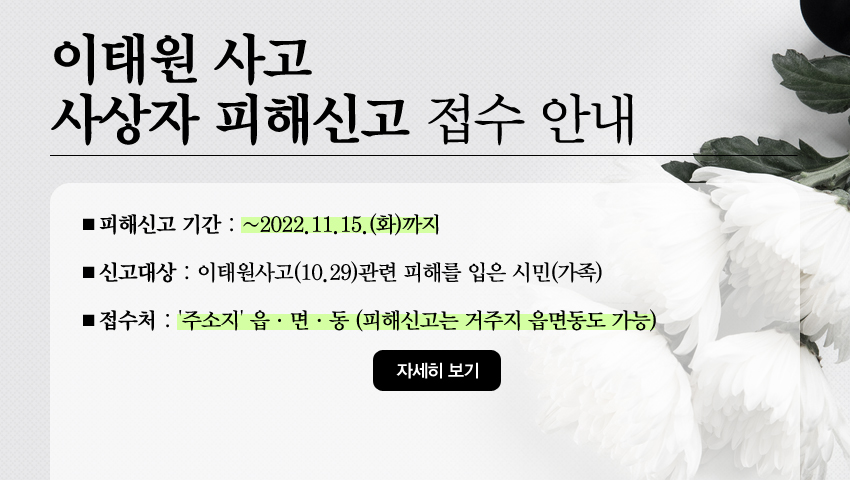 이태원 사고
사상자 피해신고 접수 안내
■ 피해신고 기간 : ~2022.11.15.(화)까지
■ 신고대상 : 이태원사고(10.29)관련 피해를 입은 시민(가족)
■ 접수처 : '주소지' 읍 · 면 · 동 (피해신고는 거주지 읍면동도 가능)
자세히 보기